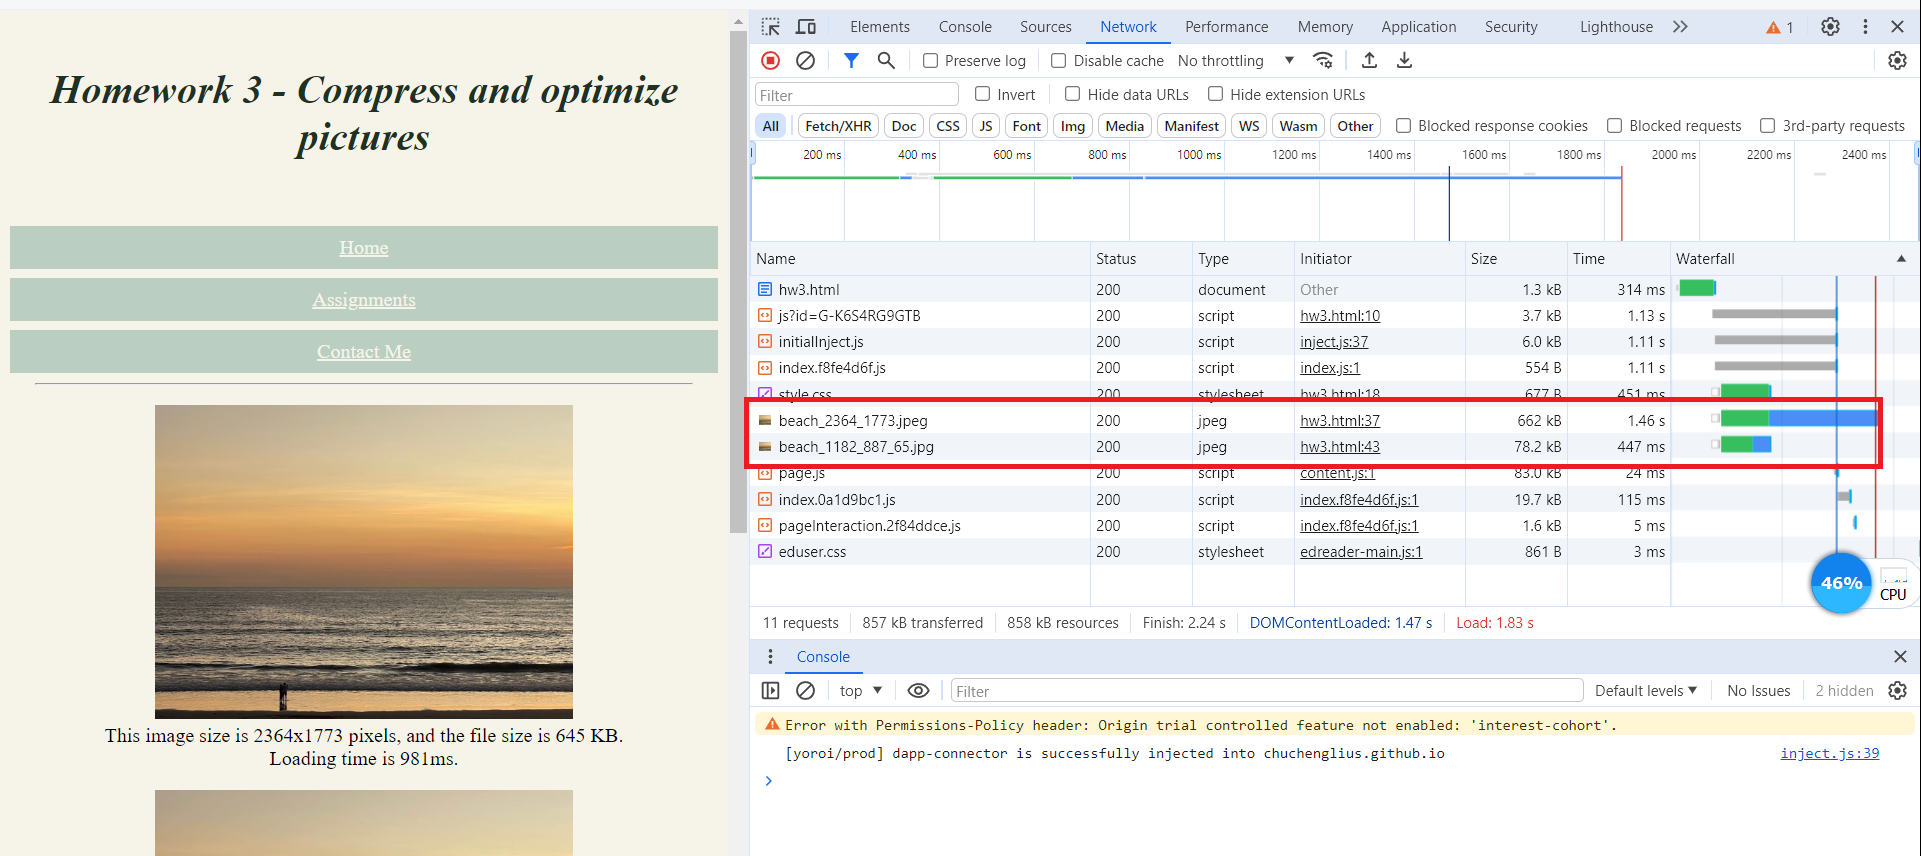 Homework 3 - Compress and optimize
pictures
Home
Assignments
Contact Me
This image size is 2364x1773 pixels, and the file size is 645 KB.
Loading time is 981ms.
Elements Console Sources Network Performance Memory Application Security Lighthouse 1
Preserve log Disable cache No throttling
Filter Invert Hide data URLs Hide extension URLs
All Fetch/XHR Doc CSS JS Font Img Media Manifest WS Wasm Other Blocked response cookies Blocked requests 3rd-party requests
200 ms 400 ms 600 ms 800 ms 1000 ms 1200 ms 1400 ms 1600 ms 1800 ms 2000 ms 2200 ms 2400 ms
Name Status Type Initiator Size Time Waterfall
hw3.html 200 document Other 1.3 kB 314 ms
js?id=G-K6S4RG9GTB 200 script hw3.html:10 3.7 kB 1.13 s
initialInject.js 200 script inject.js:37 6.0 kB 1.11 s
index.f8fe4d6f.js 200 script index.js:1 554 B 1.11 s
style.css 200 stylesheet hw3.html:18 677 B 451 ms
beach_2364_1773.jpeg 200 jpeg hw3.html:37 662 kB 1.46 s
beach_1182_887_65.jpg 200 jpeg hw3.html:43 78.2 kB 447 ms
page.js 200 script content.js:1 83.0 kB 24 ms
index.0a1d9bc1.js 200 script index.f8fe4d6f.js:1 19.7 kB 115 ms
pageInteraction.2f84ddce.js 200 script index.f8fe4d6f.js:1 1.6 kB 5 ms
eduser.css 200 stylesheet edreader-main.js:1 861 B 3 ms
46%
CPU
11 requests 857 kB transferred 858 kB resources Finish: 2.24 s DOMContentLoaded: 1.47 s Load: 1.83 s
Console
top Filter Default levels No Issues 2 hidden
Error with Permissions-Policy header: Origin trial controlled feature not enabled: 'interest-cohort'.
[yoroi/prod] dapp-connector is successfully injected into chuchenglius.github.io inject.js:39